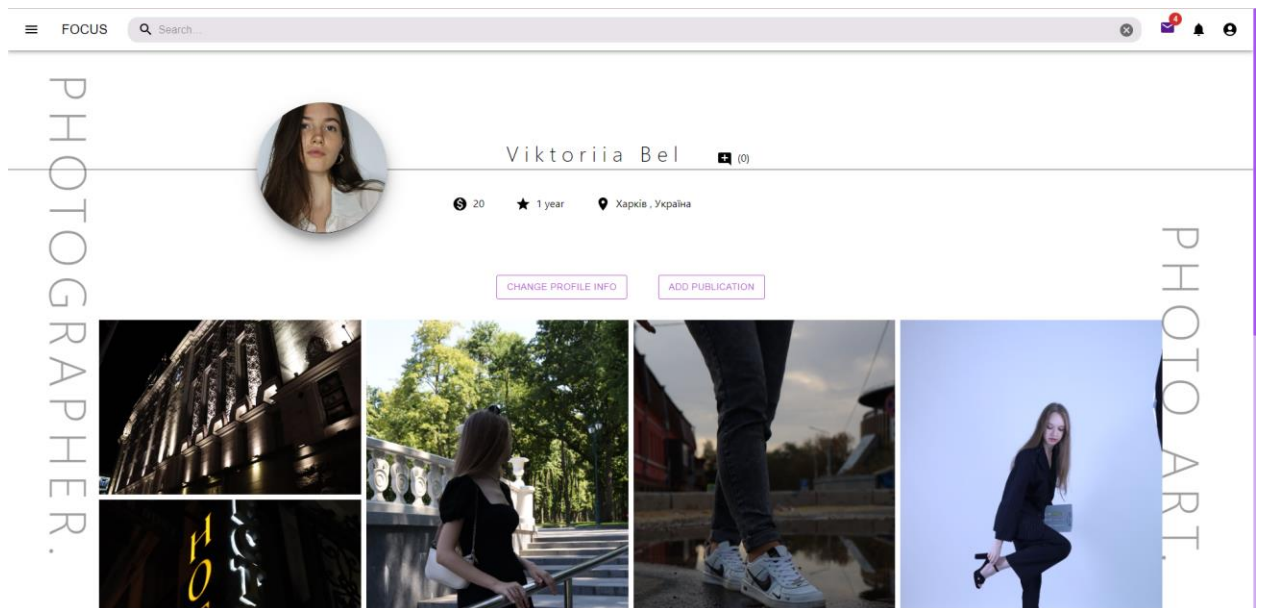 FOCUS
Search...
4
PHOTOGRAPHER.
Viktoriia Bel
(0)
20
1 year
Харків , Україна
CHANGE PROFILE INFO
ADD PUBLICATION
PHOTO ART.